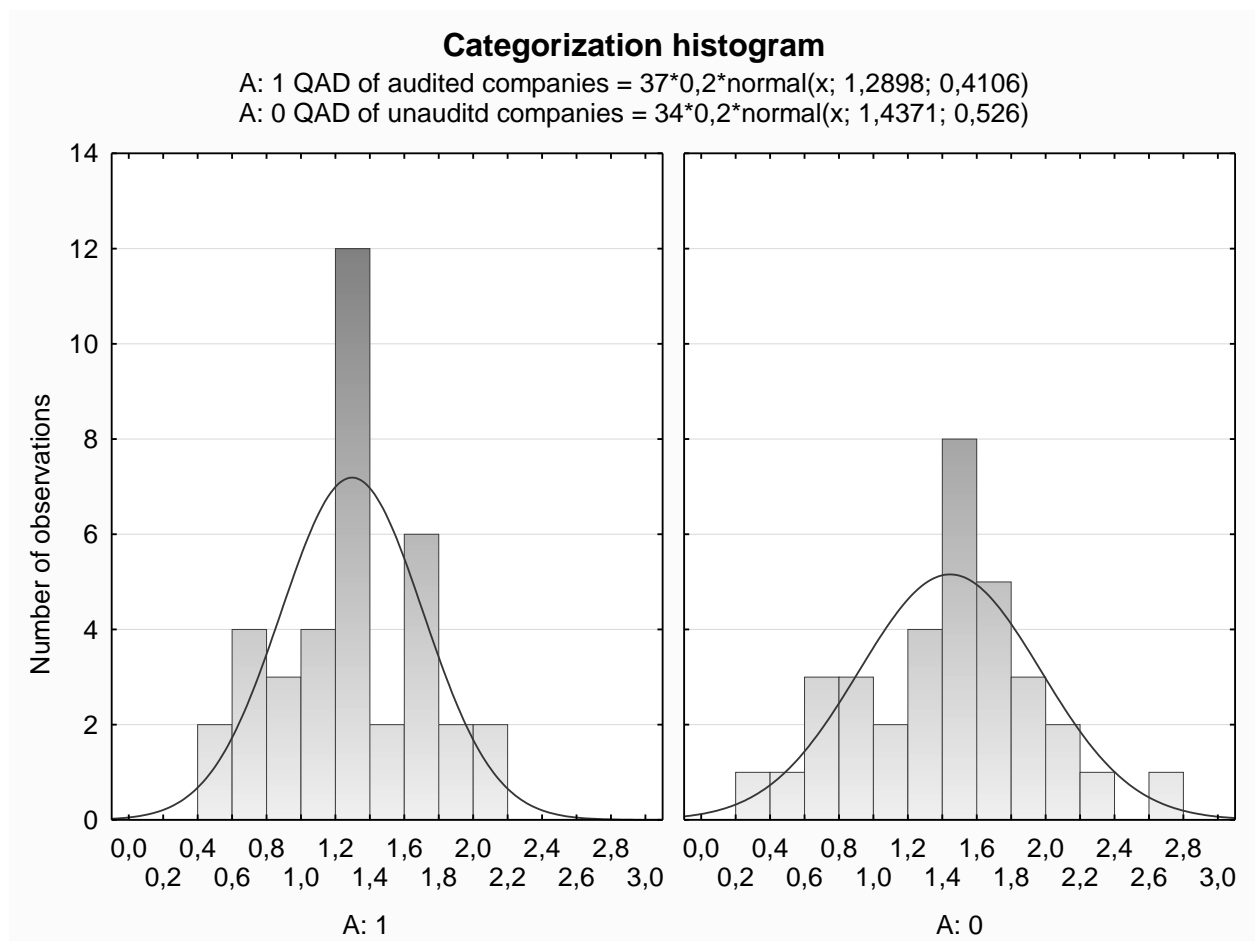 Categorization histogram
A: 1 QAD of audited companies = 37*0,2*normal(x; 1,2898; 0,4106)
A: 0 QAD of unauditd companies = 34*0,2*normal(x; 1,4371; 0,526)
Number of observations
14
12
10
8
6
4
2
0
0,0 0,4 0,8 1,2 1,6 2,0 2,4 2,8
0,2 0,6 1,0 1,4 1,8 2,2 2,6 3,0
A: 1
0,0 0,4 0,8 1,2 1,6 2,0 2,4 2,8
0,2 0,6 1,0 1,4 1,8 2,2 2,6 3,0
A: 0